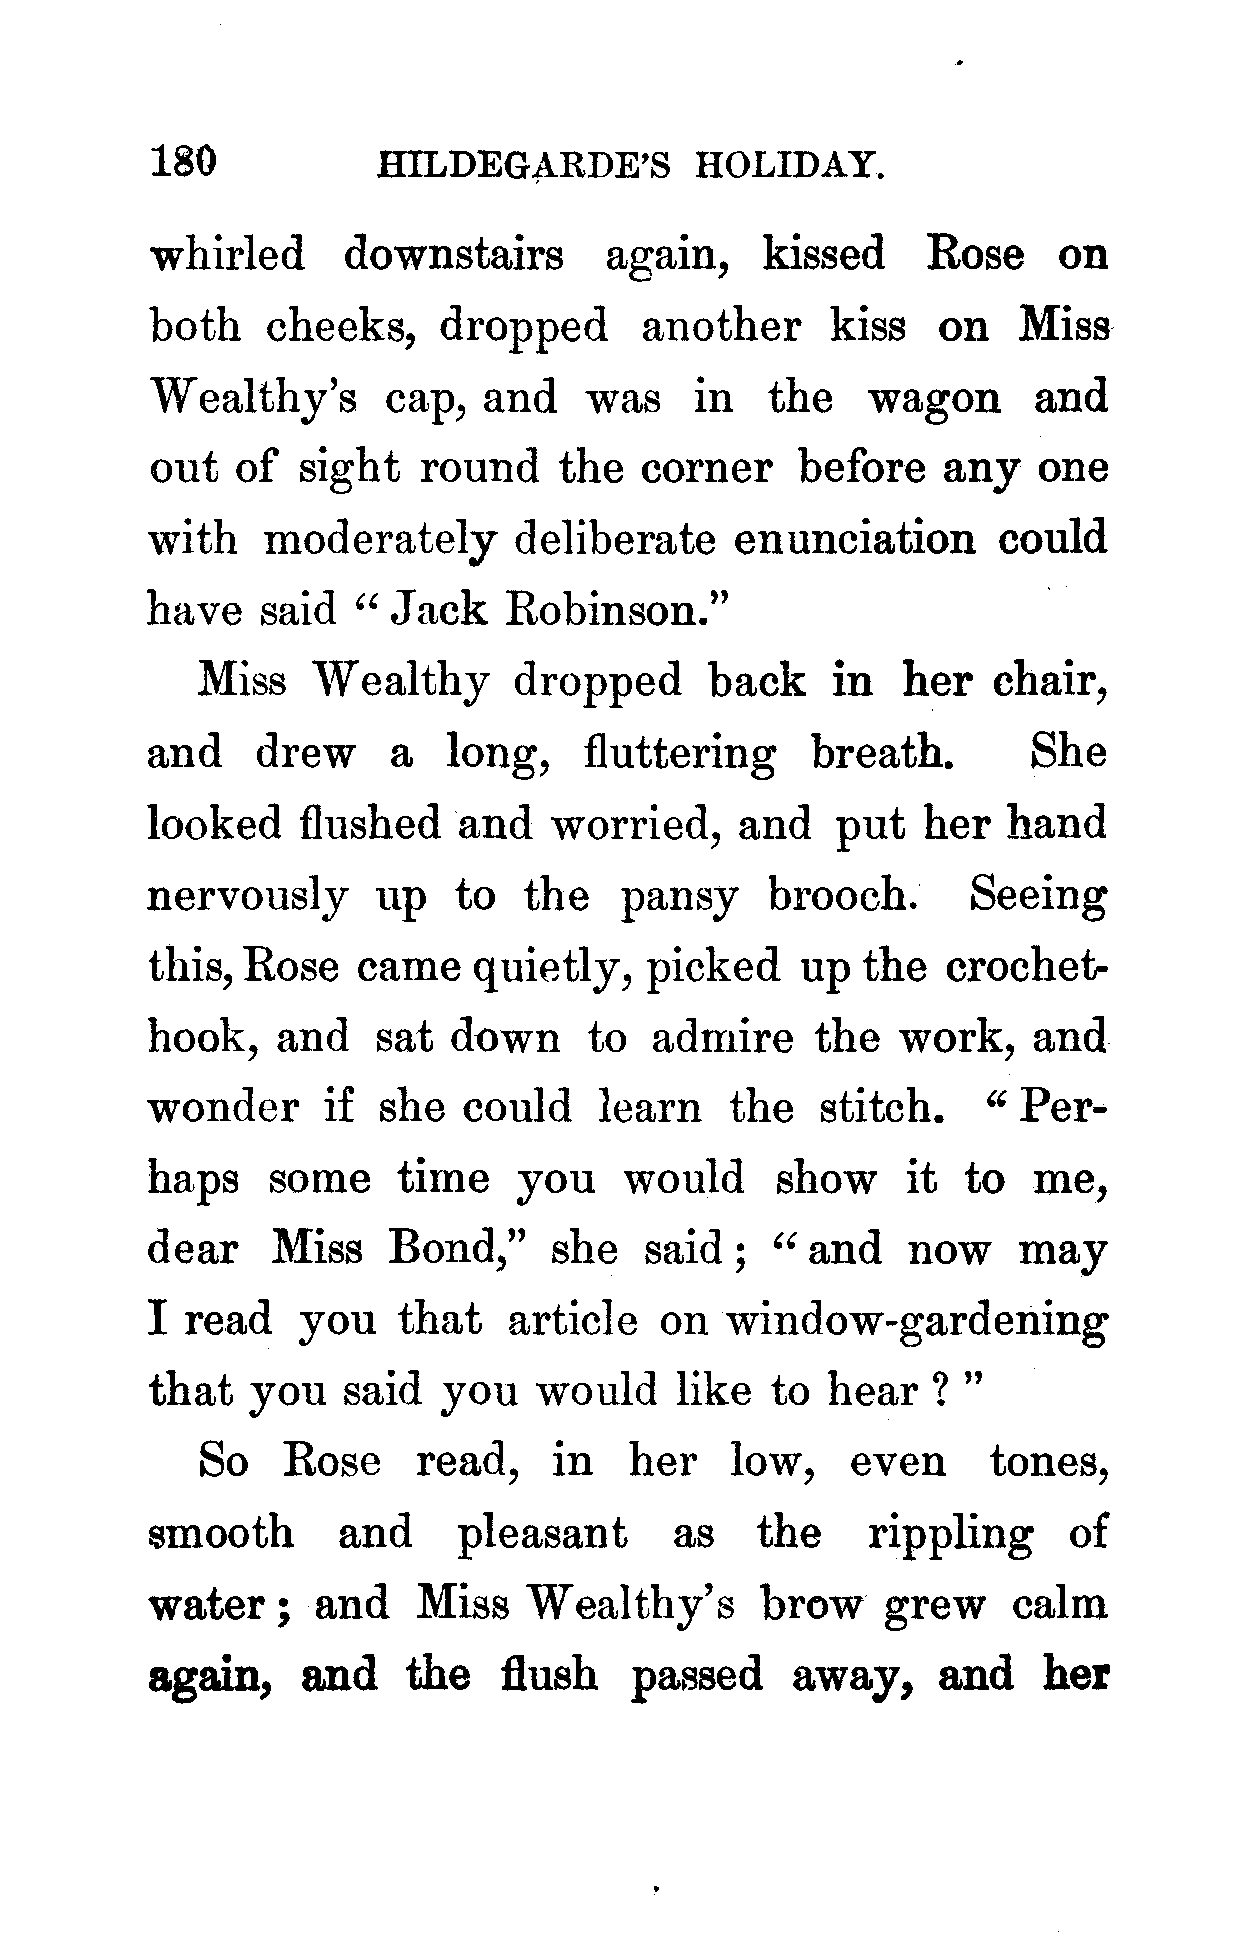 180 HILDEGARDE'S HOLIDAY.
whirled downstairs again, kissed Rose on
both cheeks, dropped another kiss on Miss
Wealthy's cap, and was in the wagon and
out of sight round the corner before any one
with moderately deliberate enunciation could
have said “ Jack Robinson.”
Miss Wealthy dropped back in her chair,
and drew a long, fluttering breath. She
looked flushed and worried, and put her hand
nervously up to the pansy brooch. Seeing
this, Rose came quietly, picked up the crochet-
hook, and sat down to admire the work, and
wonder if she could learn the stitch. “ Per-
haps some time you would show it to me,
dear Miss Bond,” she said ; “ and now may
I read you that article on window-gardening
that you said you would like to hear ? ”
So Rose read, in her low, even tones,
smooth and pleasant as the rippling of
water ; and Miss Wealthy's brow grew calm
again, and the flush passed away, and her